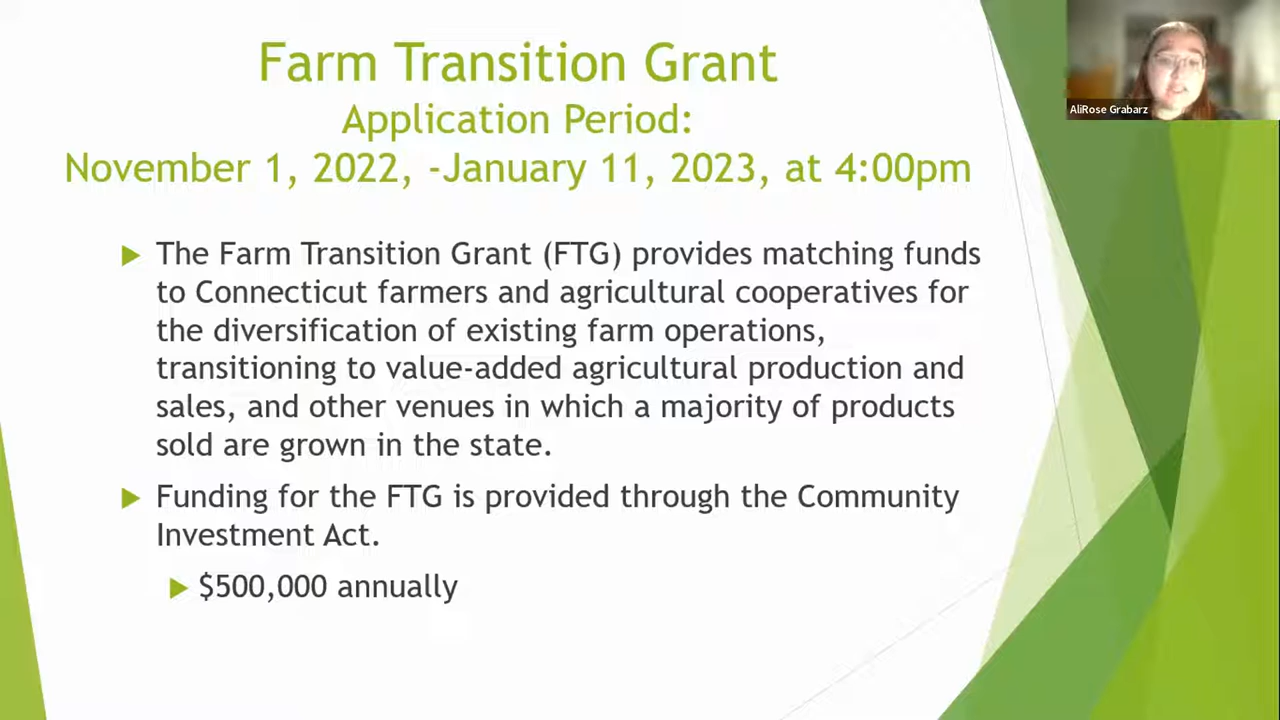 Farm Transition Grant
Application Period:
November 1, 2022, -January 11, 2023, at 4:00pm
AliRose Grabarz
The Farm Transition Grant (FTG) provides matching funds
to Connecticut farmers and agricultural cooperatives for
the diversification of existing farm operations,
transitioning to value-added agricultural production and
sales, and other venues in which a majority of products
sold are grown in the state.
Funding for the FTG is provided through the Community
Investment Act.
$500,000 annually